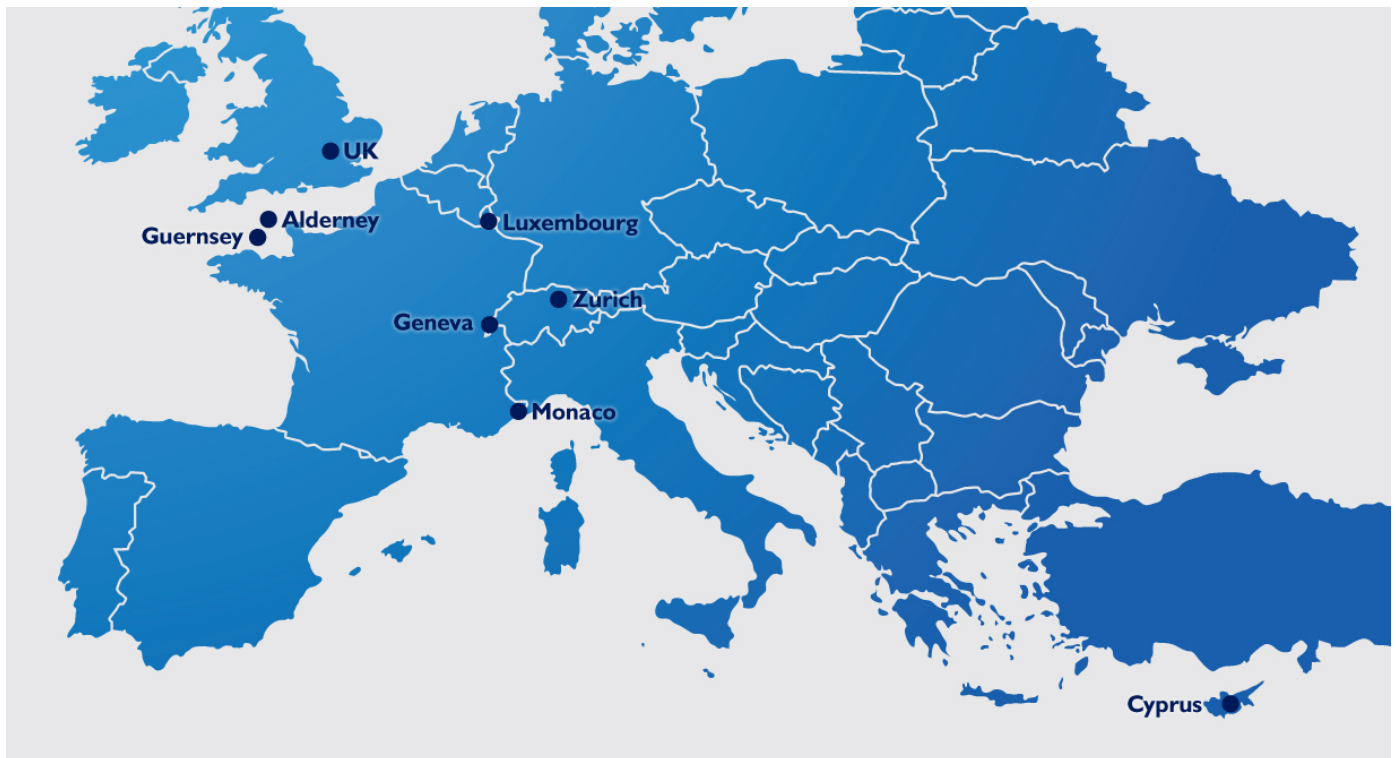 UK
Alderney
Guernsey
Luxembourg
Zurich
Geneva
Monaco
Cyprus